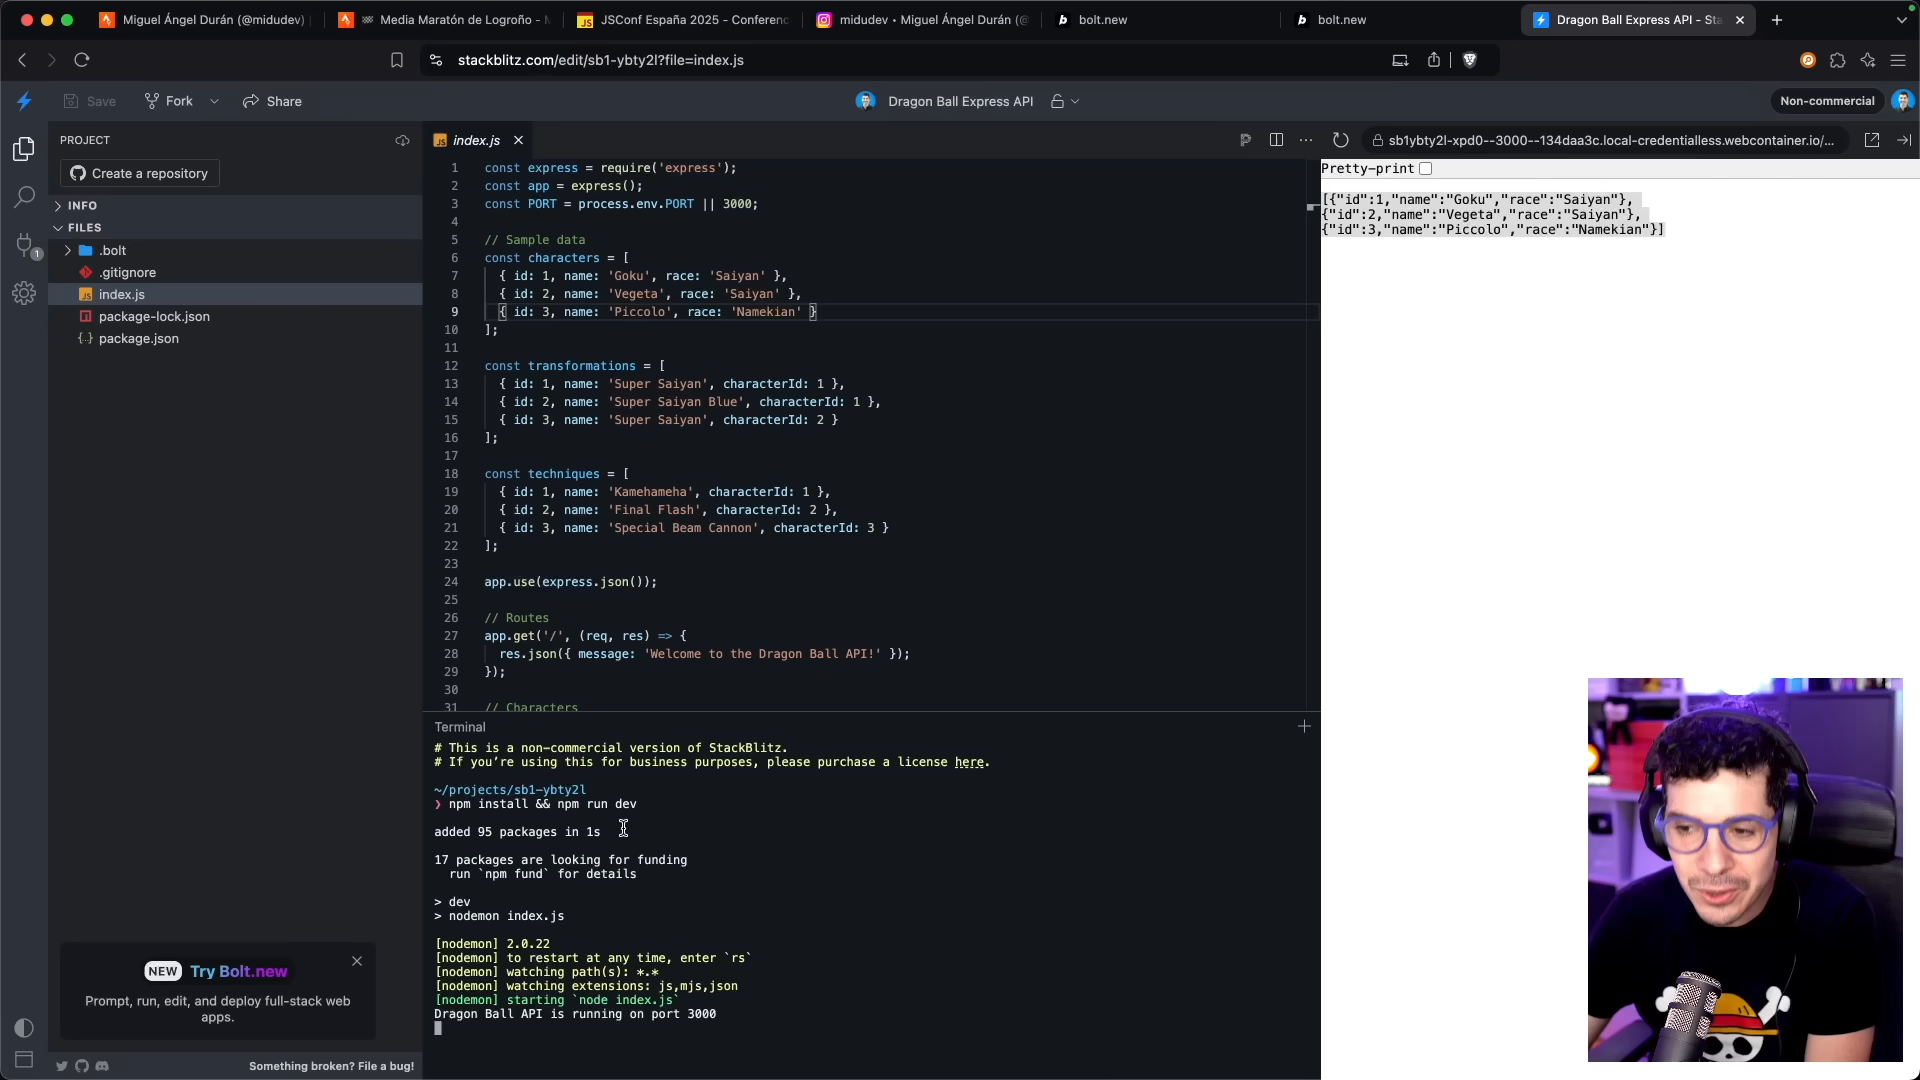 Miguel Ángel Durán (@midudev)
Media Maratón de Logroño -
JSConf España 2025 - Conferenc
midudev • Miguel Ángel Durán (@
bolt.new
bolt.new
Dragon Ball Express API - Sta
stackblitz.com/edit/sb1-ybty2l?file=index.js
Save
Fork
Share
Dragon Ball Express API
Non-commercial
PROJECT
Create a repository
INFO
FILES
.bolt
.gitignore
index.js
package-lock.json
package.json
1
index.js
1 const express = require('express');
2 const app = express();
3 const PORT = process.env.PORT || 3000;
4
5 // Sample data
6 const characters = [
7 { id: 1, name: 'Goku', race: 'Saiyan' },
8 { id: 2, name: 'Vegeta', race: 'Saiyan' },
9 { id: 3, name: 'Piccolo', race: 'Namekian' }
10 ];
11
12 const transformations = [
13 { id: 1, name: 'Super Saiyan', characterId: 1 },
14 { id: 2, name: 'Super Saiyan Blue', characterId: 1 },
15 { id: 3, name: 'Super Saiyan', characterId: 2 }
16 ];
17
18 const techniques = [
19 { id: 1, name: 'Kamehameha', characterId: 1 },
20 { id: 2, name: 'Final Flash', characterId: 2 },
21 { id: 3, name: 'Special Beam Cannon', characterId: 3 }
22 ];
23
24 app.use(express.json());
25
26 // Routes
27 app.get('/', (req, res) => {
28 res.json({ message: 'Welcome to the Dragon Ball API!' });
29 });
30
31 // Characters
sb1ybty2l-xpd0--3000--134daa3c.local-credentialless.webcontainer.io/...
Pretty-print
[{"id":1,"name":"Goku","race":"Saiyan"},
{"id":2,"name":"Vegeta","race":"Saiyan"},
{"id":3,"name":"Piccolo","race":"Namekian"}]
Terminal
# This is a non-commercial version of StackBlitz.
# If you're using this for business purposes, please purchase a license here.
~/projects/sb1-ybty2l
❯ npm install && npm run dev
added 95 packages in 1s
17 packages are looking for funding
run `npm fund` for details
> dev
> nodemon index.js
[nodemon] 2.0.22
[nodemon] to restart at any time, enter `rs`
[nodemon] watching path(s): *.*
[nodemon] watching extensions: js,mjs,json
[nodemon] starting `node index.js`
Dragon Ball API is running on port 3000
NEW Try Bolt.new
Prompt, run, edit, and deploy full-stack web
apps.
Something broken? File a bug!